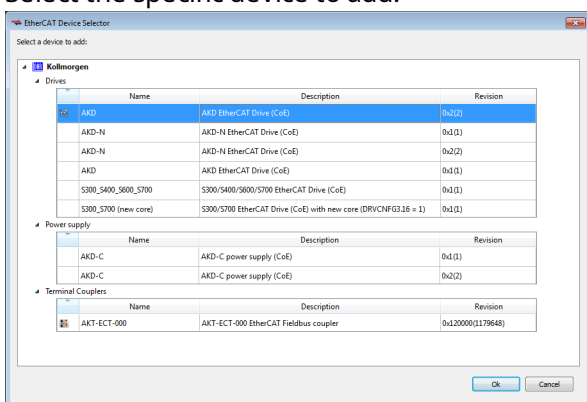 Select the specific device to add.
EtherCAT Device Selector
Select a device to add:
Kollmorgen
Drives
Name Description Revision
AKD AKD EtherCAT Drive (CoE) 0x2(2)
AKD-N AKD-N EtherCAT Drive (CoE) 0x1(1)
AKD-N AKD-N EtherCAT Drive (CoE) 0x2(2)
AKD AKD EtherCAT Drive (CoE) 0x1(1)
S300_S400_S600_S700 S300/S400/S600/S700 EtherCAT Drive (CoE) 0x1(1)
S300_S700 (new core) S300/S700 EtherCAT Drive (CoE) with new core (DRVCNFG3.16 = 1) 0x1(1)
Power supply
Name Description Revision
AKD-C AKD-C power supply (CoE) 0x1(1)
AKD-C AKD-C power supply (CoE) 0x2(2)
Terminal Couplers
Name Description Revision
AKT-ECT-000 AKT-ECT-000 EtherCAT Fieldbus coupler 0x120000(1179648)
Ok Cancel